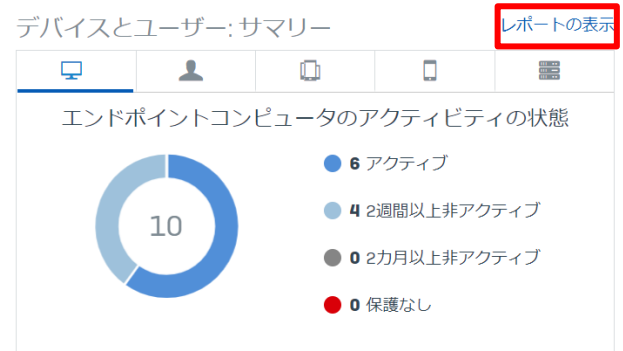 デバイスとユーザー: サマリー
レポートの表示
エンドポイントコンピュータのアクティビティの状態
10
6 アクティブ
4 2週間以上非アクティブ
0 2カ月以上非アクティブ
0 保護なし